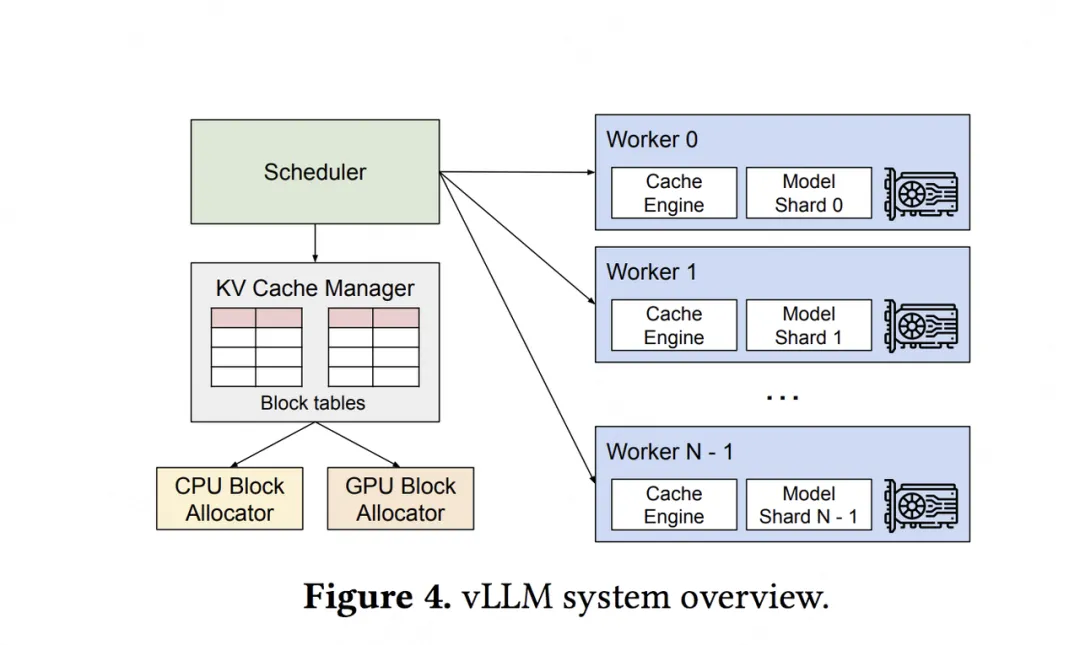 Scheduler
KV Cache Manager
Block tables
CPU Block
Allocator
GPU Block
Allocator
Worker 0
Cache
Engine
Model
Shard 0
Worker 1
Cache
Engine
Model
Shard 1
...
Worker N - 1
Cache
Engine
Model
Shard N - 1
Figure 4. vLLM system overview.